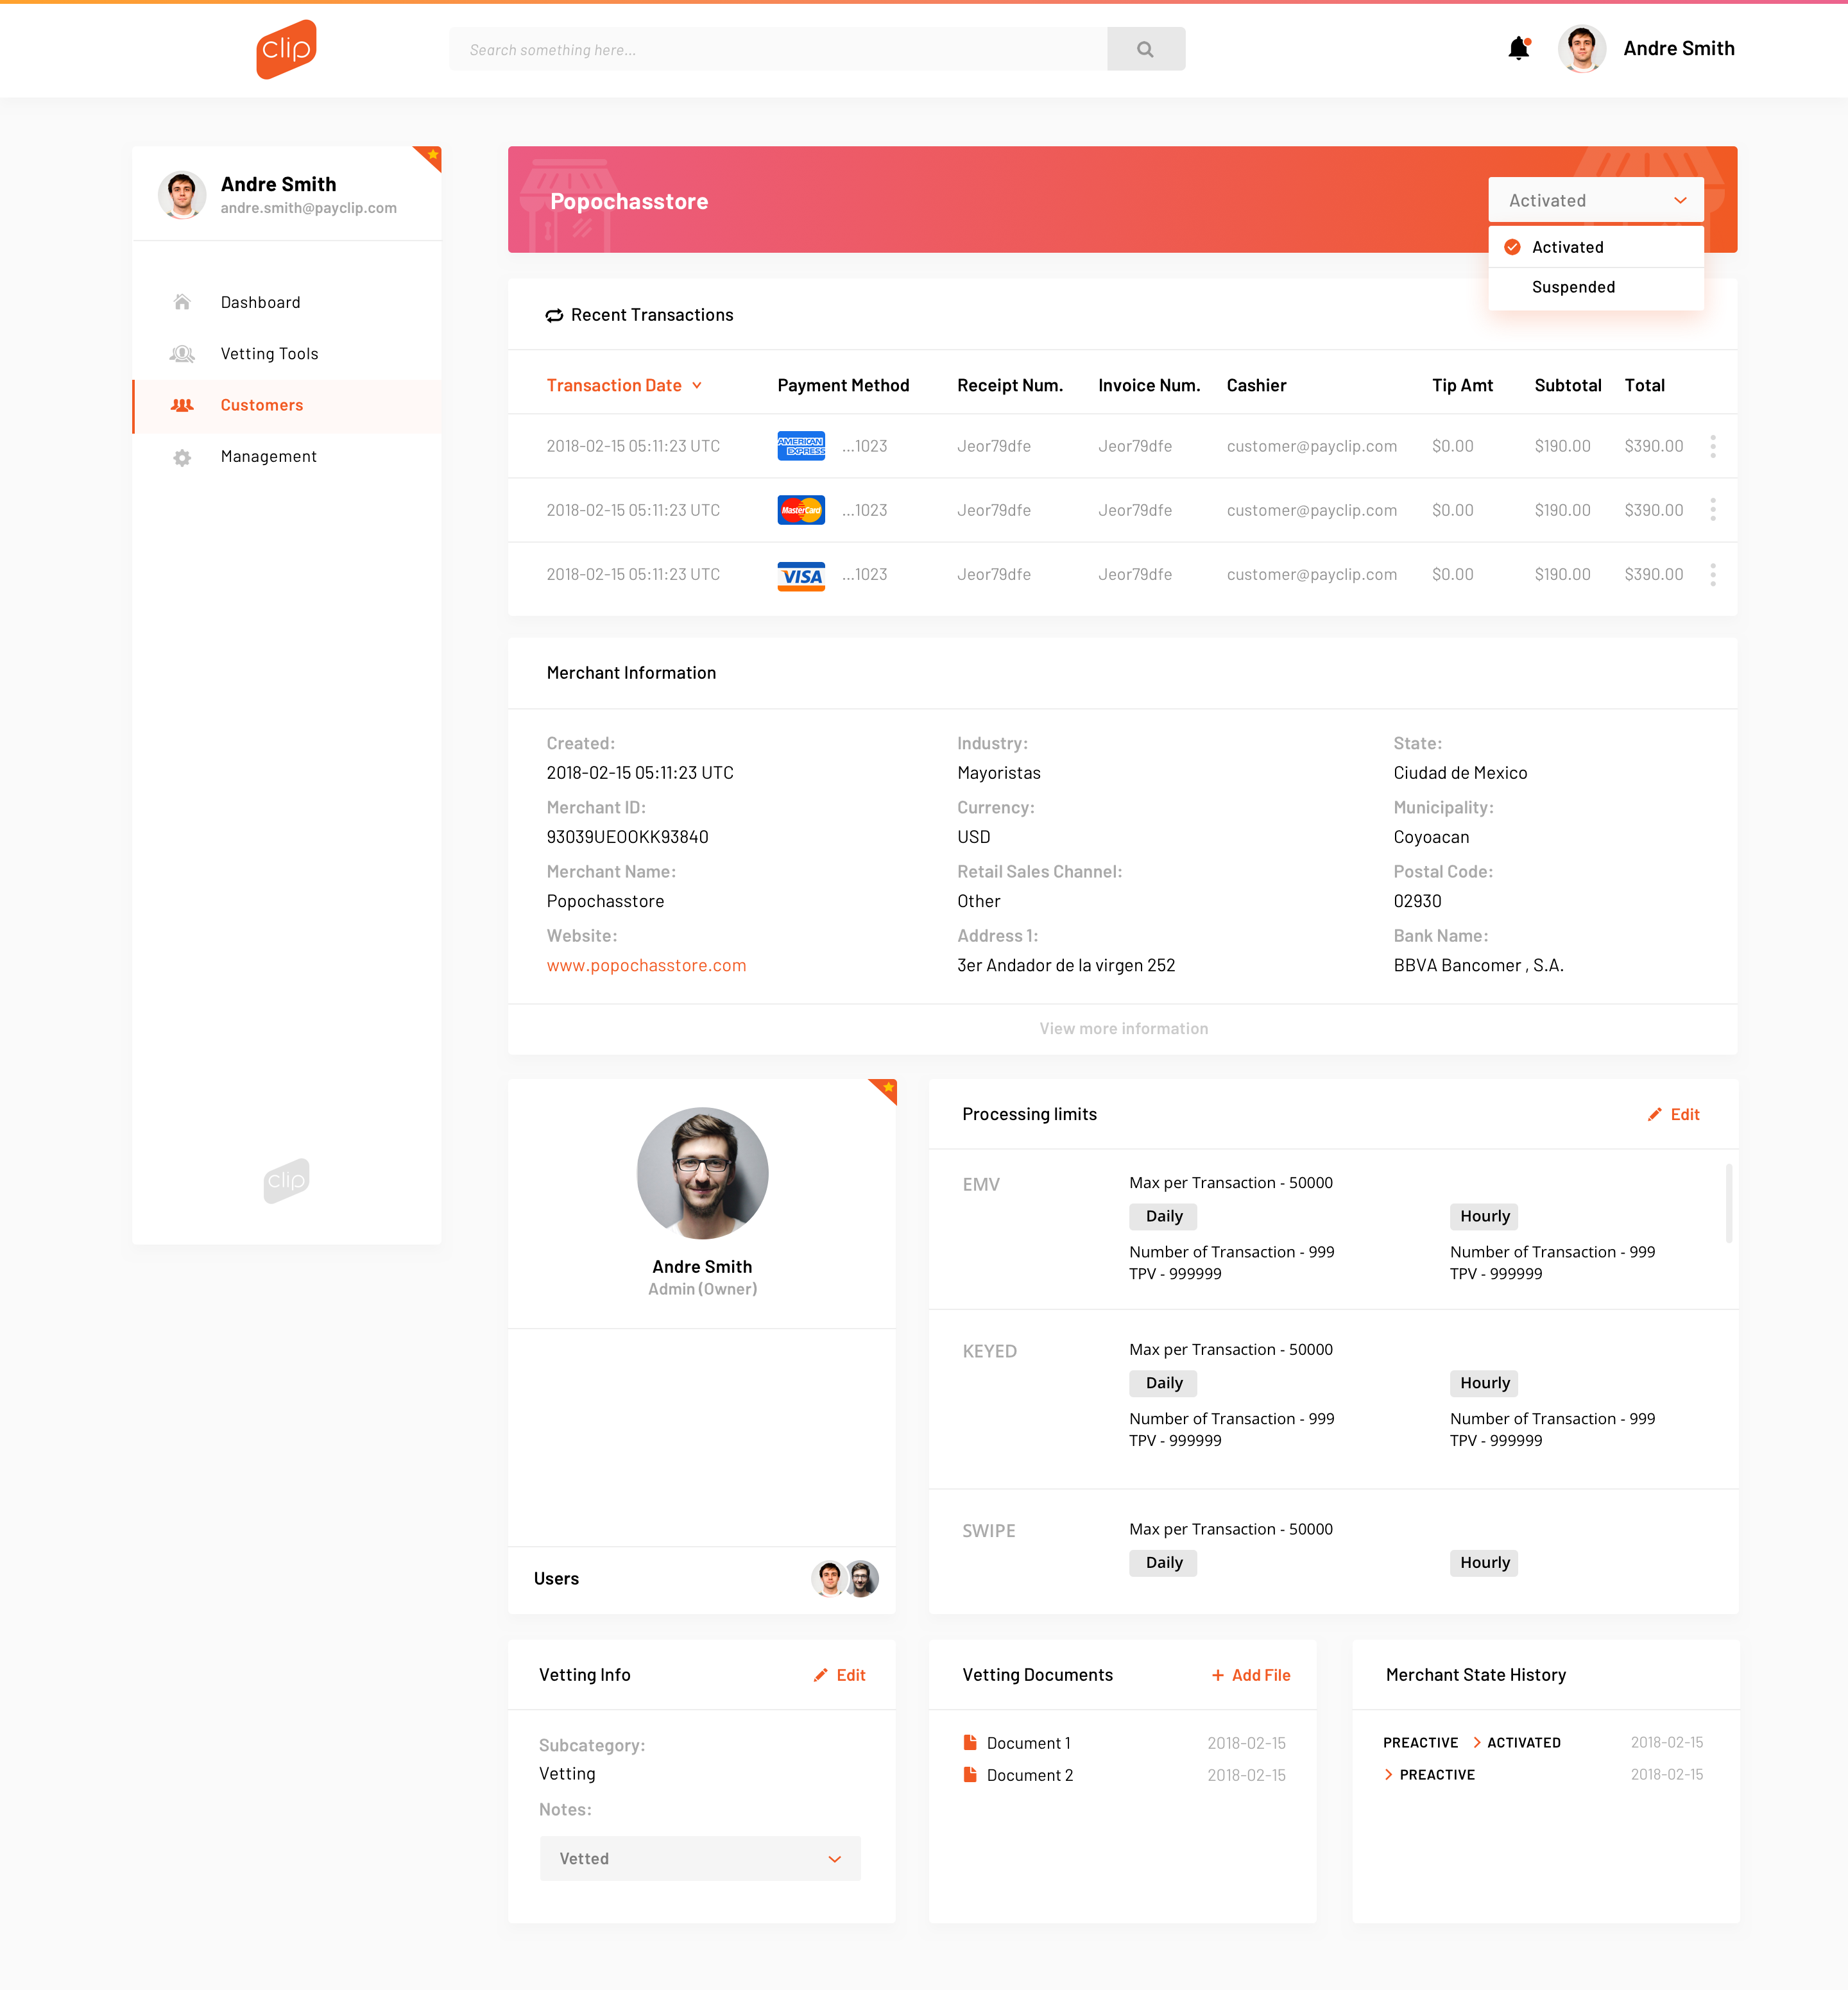 clip
Search something here...
Andre Smith
Andre Smith
andre.smith@payclip.com
Dashboard
Vetting Tools
Customers
Management
clip
Popochasstore
Activated
Activated
Suspended
Recent Transactions
Transaction Date Payment Method Receipt Num. Invoice Num. Cashier Tip Amt Subtotal Total
2018-02-15 05:11:23 UTC AMERICAN EXPRESS ...1023 Jeor79dfe Jeor79dfe customer@payclip.com $0.00 $190.00 $390.00
2018-02-15 05:11:23 UTC MasterCard ...1023 Jeor79dfe Jeor79dfe customer@payclip.com $0.00 $190.00 $390.00
2018-02-15 05:11:23 UTC VISA ...1023 Jeor79dfe Jeor79dfe customer@payclip.com $0.00 $190.00 $390.00
Merchant Information
Created: Industry: State:
2018-02-15 05:11:23 UTC Mayoristas Ciudad de Mexico
Merchant ID: Currency: Municipality:
93039UEOOKK93840 USD Coyoacan
Merchant Name: Retail Sales Channel: Postal Code:
Popochasstore Other 02930
Website: Address 1: Bank Name:
www.popochasstore.com 3er Andador de la virgen 252 BBVA Bancomer , S.A.
View more information
Andre Smith
Admin (Owner)
Users
Processing limits Edit
EMV Max per Transaction - 50000
Daily Hourly
Number of Transaction - 999 Number of Transaction - 999
TPV - 999999 TPV - 999999
KEYED Max per Transaction - 50000
Daily Hourly
Number of Transaction - 999 Number of Transaction - 999
TPV - 999999 TPV - 999999
SWIPE Max per Transaction - 50000
Daily Hourly
Vetting Info Edit
Subcategory:
Vetting
Notes:
Vetted
Vetting Documents + Add File
Document 1 2018-02-15
Document 2 2018-02-15
Merchant State History
PREACTIVE > ACTIVATED 2018-02-15
> PREACTIVE 2018-02-15